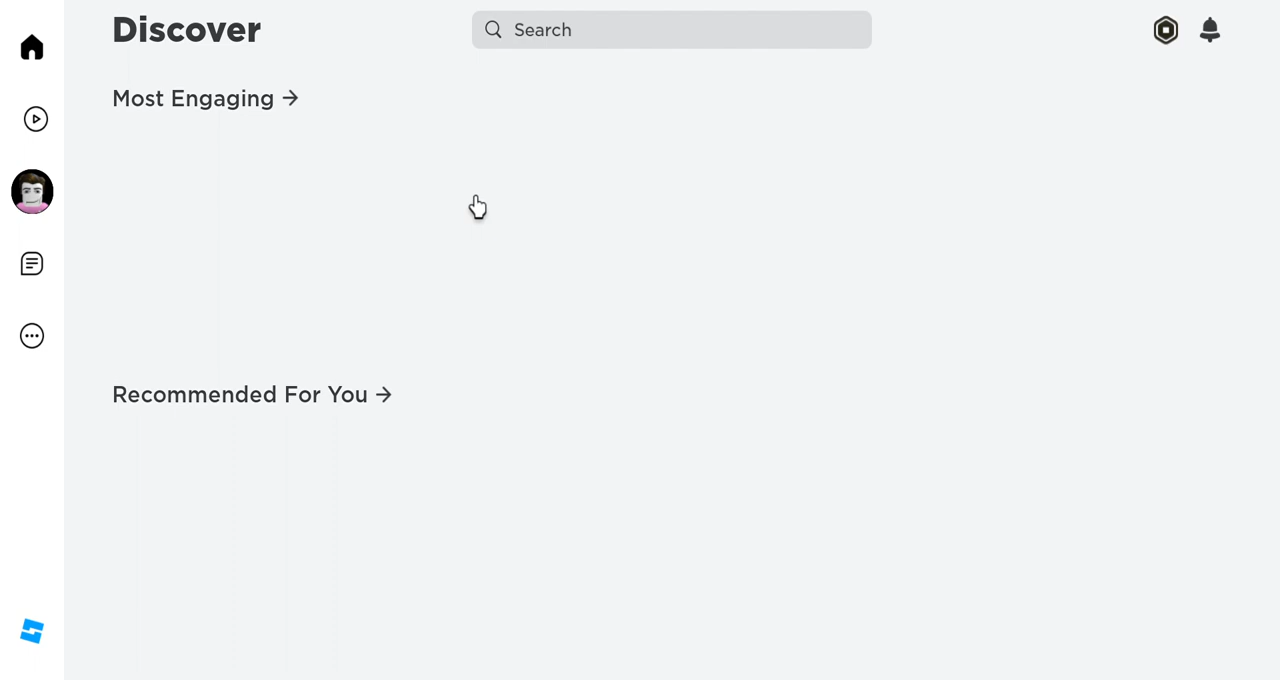 Discover
Search
Most Engaging →
Recommended For You →